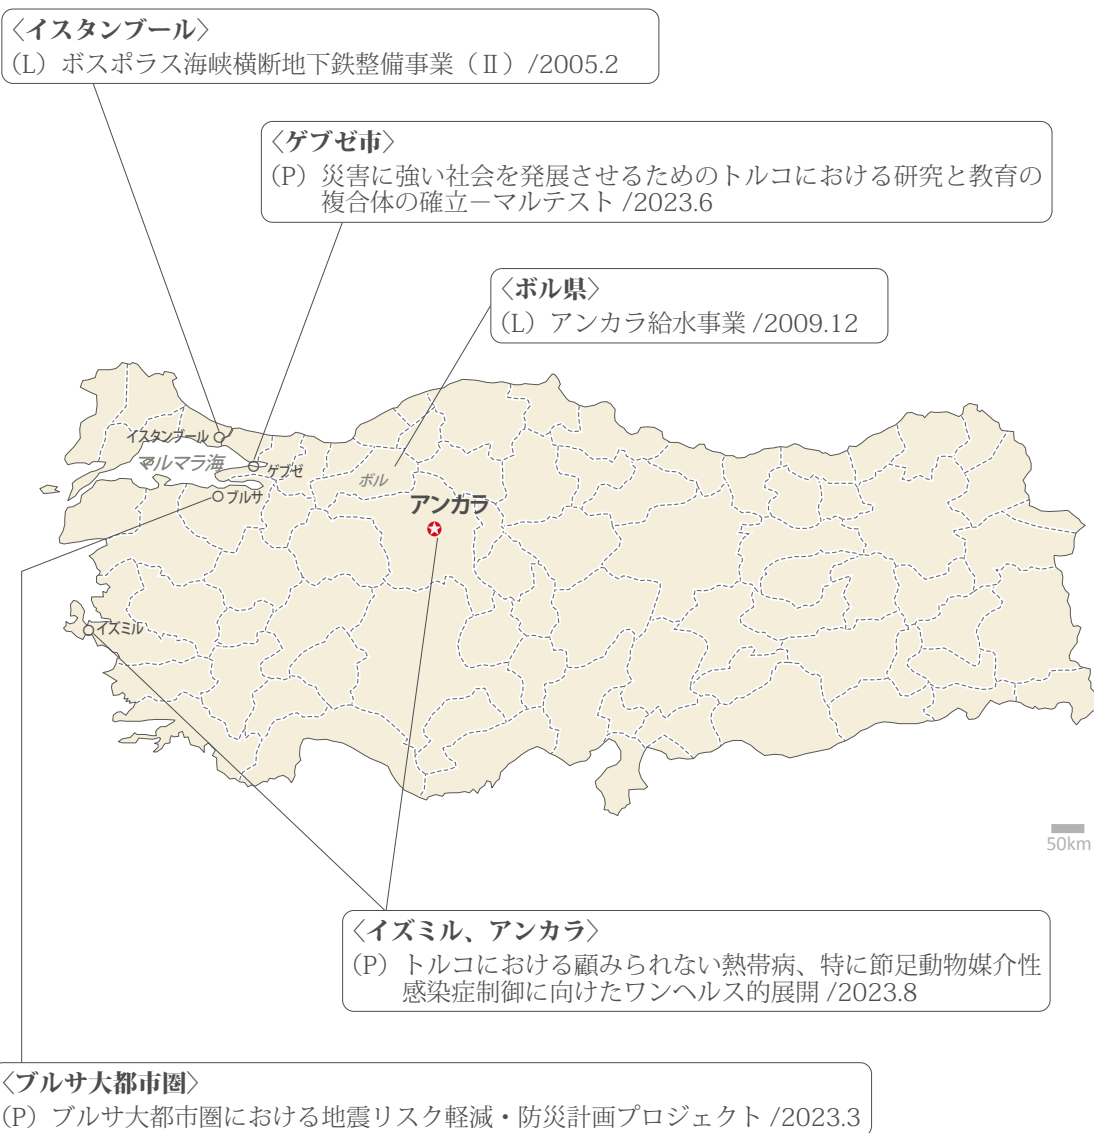 〈イスタンブール〉
(L) ボスポラス海峡横断地下鉄整備事業（Ⅱ）/2005.2
〈ゲブゼ市〉
(P) 災害に強い社会を発展させるためのトルコにおける研究と教育の
複合体の確立－マルテスト /2023.6
〈ボル県〉
(L) アンカラ給水事業 /2009.12
イスタンブール
マルマラ海
ゲブゼ
ボル
ブルサ
アンカラ
イズミル
50km
〈イズミル、アンカラ〉
(P) トルコにおける顧みられない熱帯病、特に節足動物媒介性
感染症制御に向けたワンヘルス的展開 /2023.8
〈ブルサ大都市圏〉
(P) ブルサ大都市圏における地震リスク軽減・防災計画プロジェクト /2023.3